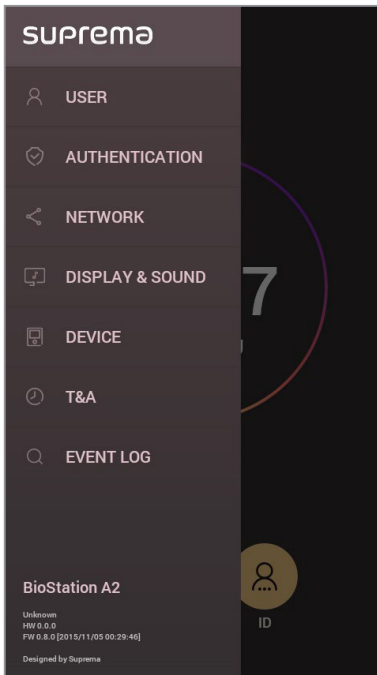 suprema
USER
AUTHENTICATION
NETWORK
DISPLAY & SOUND
7
DEVICE
T&A
EVENT LOG
BioStation A2
Unknown
HW 0.0.0
FW 0.8.0 [2015/11/05 00:29:46]
ID
Designed by Suprema